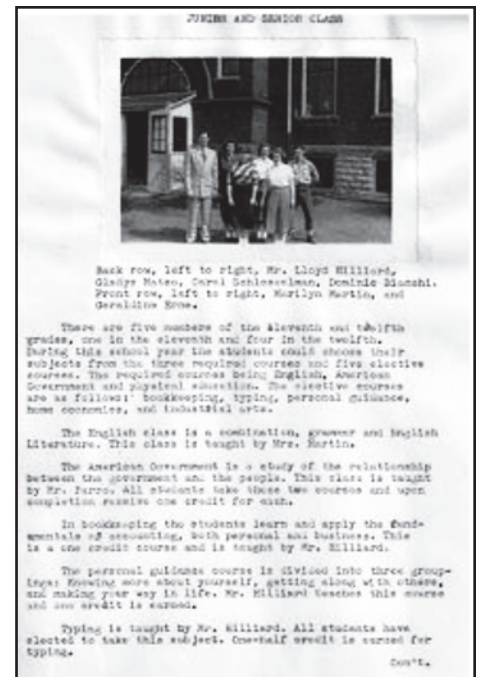 JUNIOR AND SENIOR CLASS
Back row, left to right, Mr. Lloyd Hilliard,
Gladys Mateo, Carol Schlosselman, Dominic Bianchi.
Front row, left to right, Marilyn Martin, and
Geraldine
There are five members of the eleventh and twelfth
grades, one in the eleventh and four in the twelfth.
During this school year the students could choose their
subjects from the three required courses and five elective
courses. The required courses being English, American
Government and physical education. The elective courses
are as follows: bookkeeping, typing, personal guidance,
home economics, and industrial arts.
The English class is a combination, grammar and English
Literature. This class is taught by Mrs. Martin.
The American Government is a study of the relationship
between the government and the people. This class is taught
by Mr. All students take these two courses and upon
completion receive one credit for each.
In bookkeeping the students learn and apply the fund-
amentals of accounting, both personal and business. This
is a one credit course and is taught by Mr. Hilliard.
The personal guidance course is divided into three group-
ings: Knowing more about yourself, getting along with others,
and making your way in life. Mr. Hilliard teaches this course
and one credit is earned.
Typing is taught by Mr. Hilliard. All students have
elected to take this subject. One-half credit is earned for
typing.
Con't.